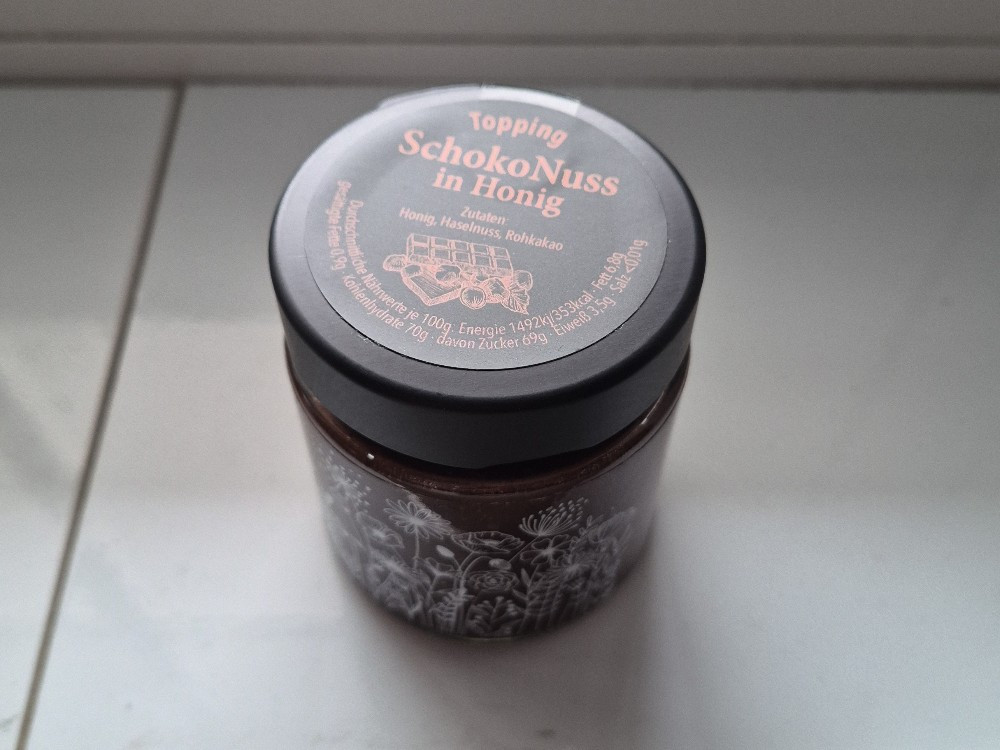 Topping
SchokoNuss
in Honig
Zutaten
Honig, Haselnuss, Rohkakao
Durchschnittliche Nährwerte je 100g: Energie 1492kj/353kcal · Fett 6,8g
gesättigte Fette 0,9g · Kohlenhydrate 70g · davon Zucker 69g · Eiweiß 3,5g · Salz <0,01g